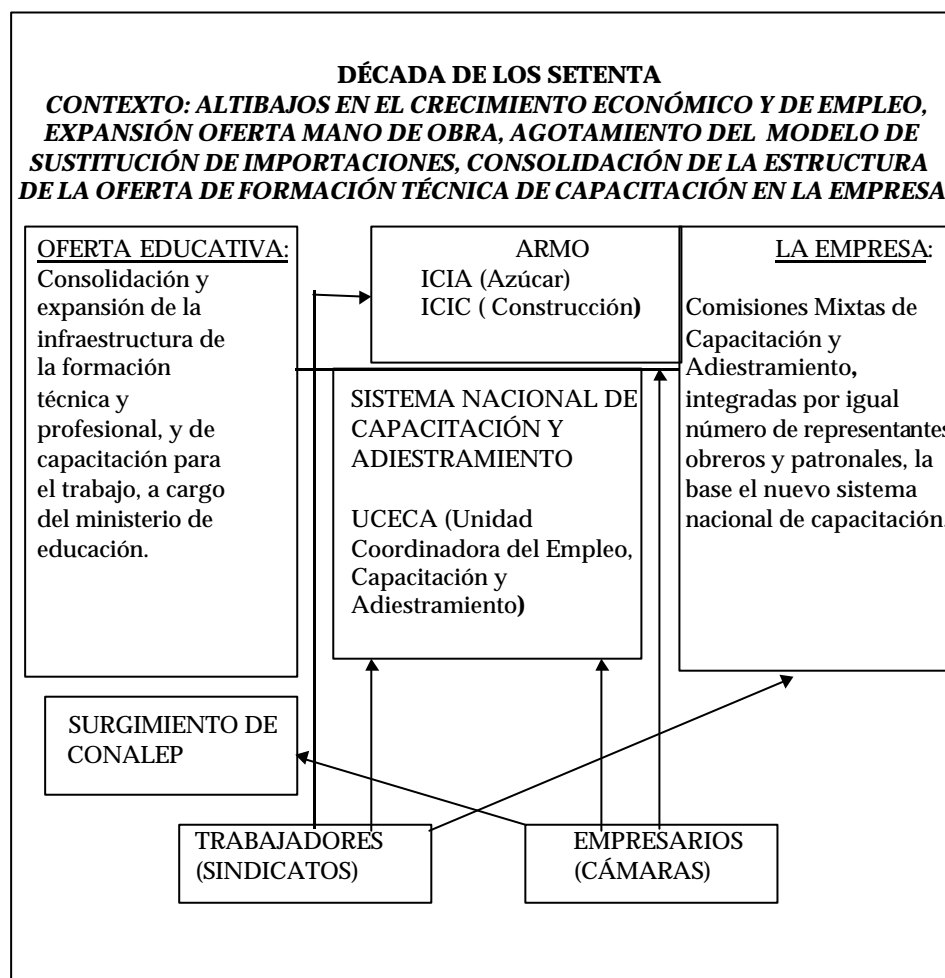 DÉCADA DE LOS SETENTA
CONTEXTO: ALTIBAJOS EN EL CRECIMIENTO ECONÓMICO Y DE EMPLEO,
EXPANSIÓN OFERTA MANO DE OBRA, AGOTAMIENTO DEL MODELO DE
SUSTITUCIÓN DE IMPORTACIONES, CONSOLIDACIÓN DE LA ESTRUCTURA
DE LA OFERTA DE FORMACIÓN TÉCNICA DE CAPACITACIÓN EN LA EMPRESA
OFERTA EDUCATIVA:
Consolidación y
expansión de la
infraestructura de
la formación
técnica y
profesional, y de
capacitación para
el trabajo, a cargo
del ministerio de
educación.
ARMO
ICIA (Azúcar)
ICIC ( Construcción)
LA EMPRESA:
Comisiones Mixtas de
Capacitación y
Adiestramiento,
integradas por igual
número de representantes
obreros y patronales, la
base el nuevo sistema
nacional de capacitación.
SISTEMA NACIONAL DE
CAPACITACIÓN Y
ADIESTRAMIENTO
UCECA (Unidad
Coordinadora del Empleo,
Capacitación y
Adiestramiento)
SURGIMIENTO DE
CONALEP
TRABAJADORES
(SINDICATOS)
EMPRESARIOS
(CÁMARAS)